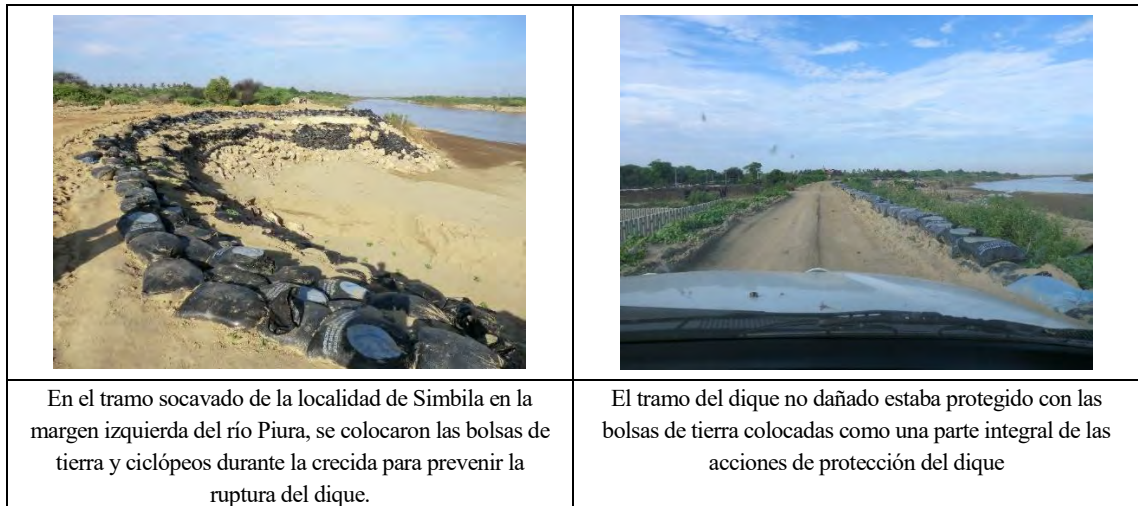 En el tramo socavado de la localidad de Simbila en la
margen izquierda del río Piura, se colocaron las bolsas de
tierra y ciclópeos durante la crecida para prevenir la
ruptura del dique.
El tramo del dique no dañado estaba protegido con las
bolsas de tierra colocadas como una parte integral de las
acciones de protección del dique